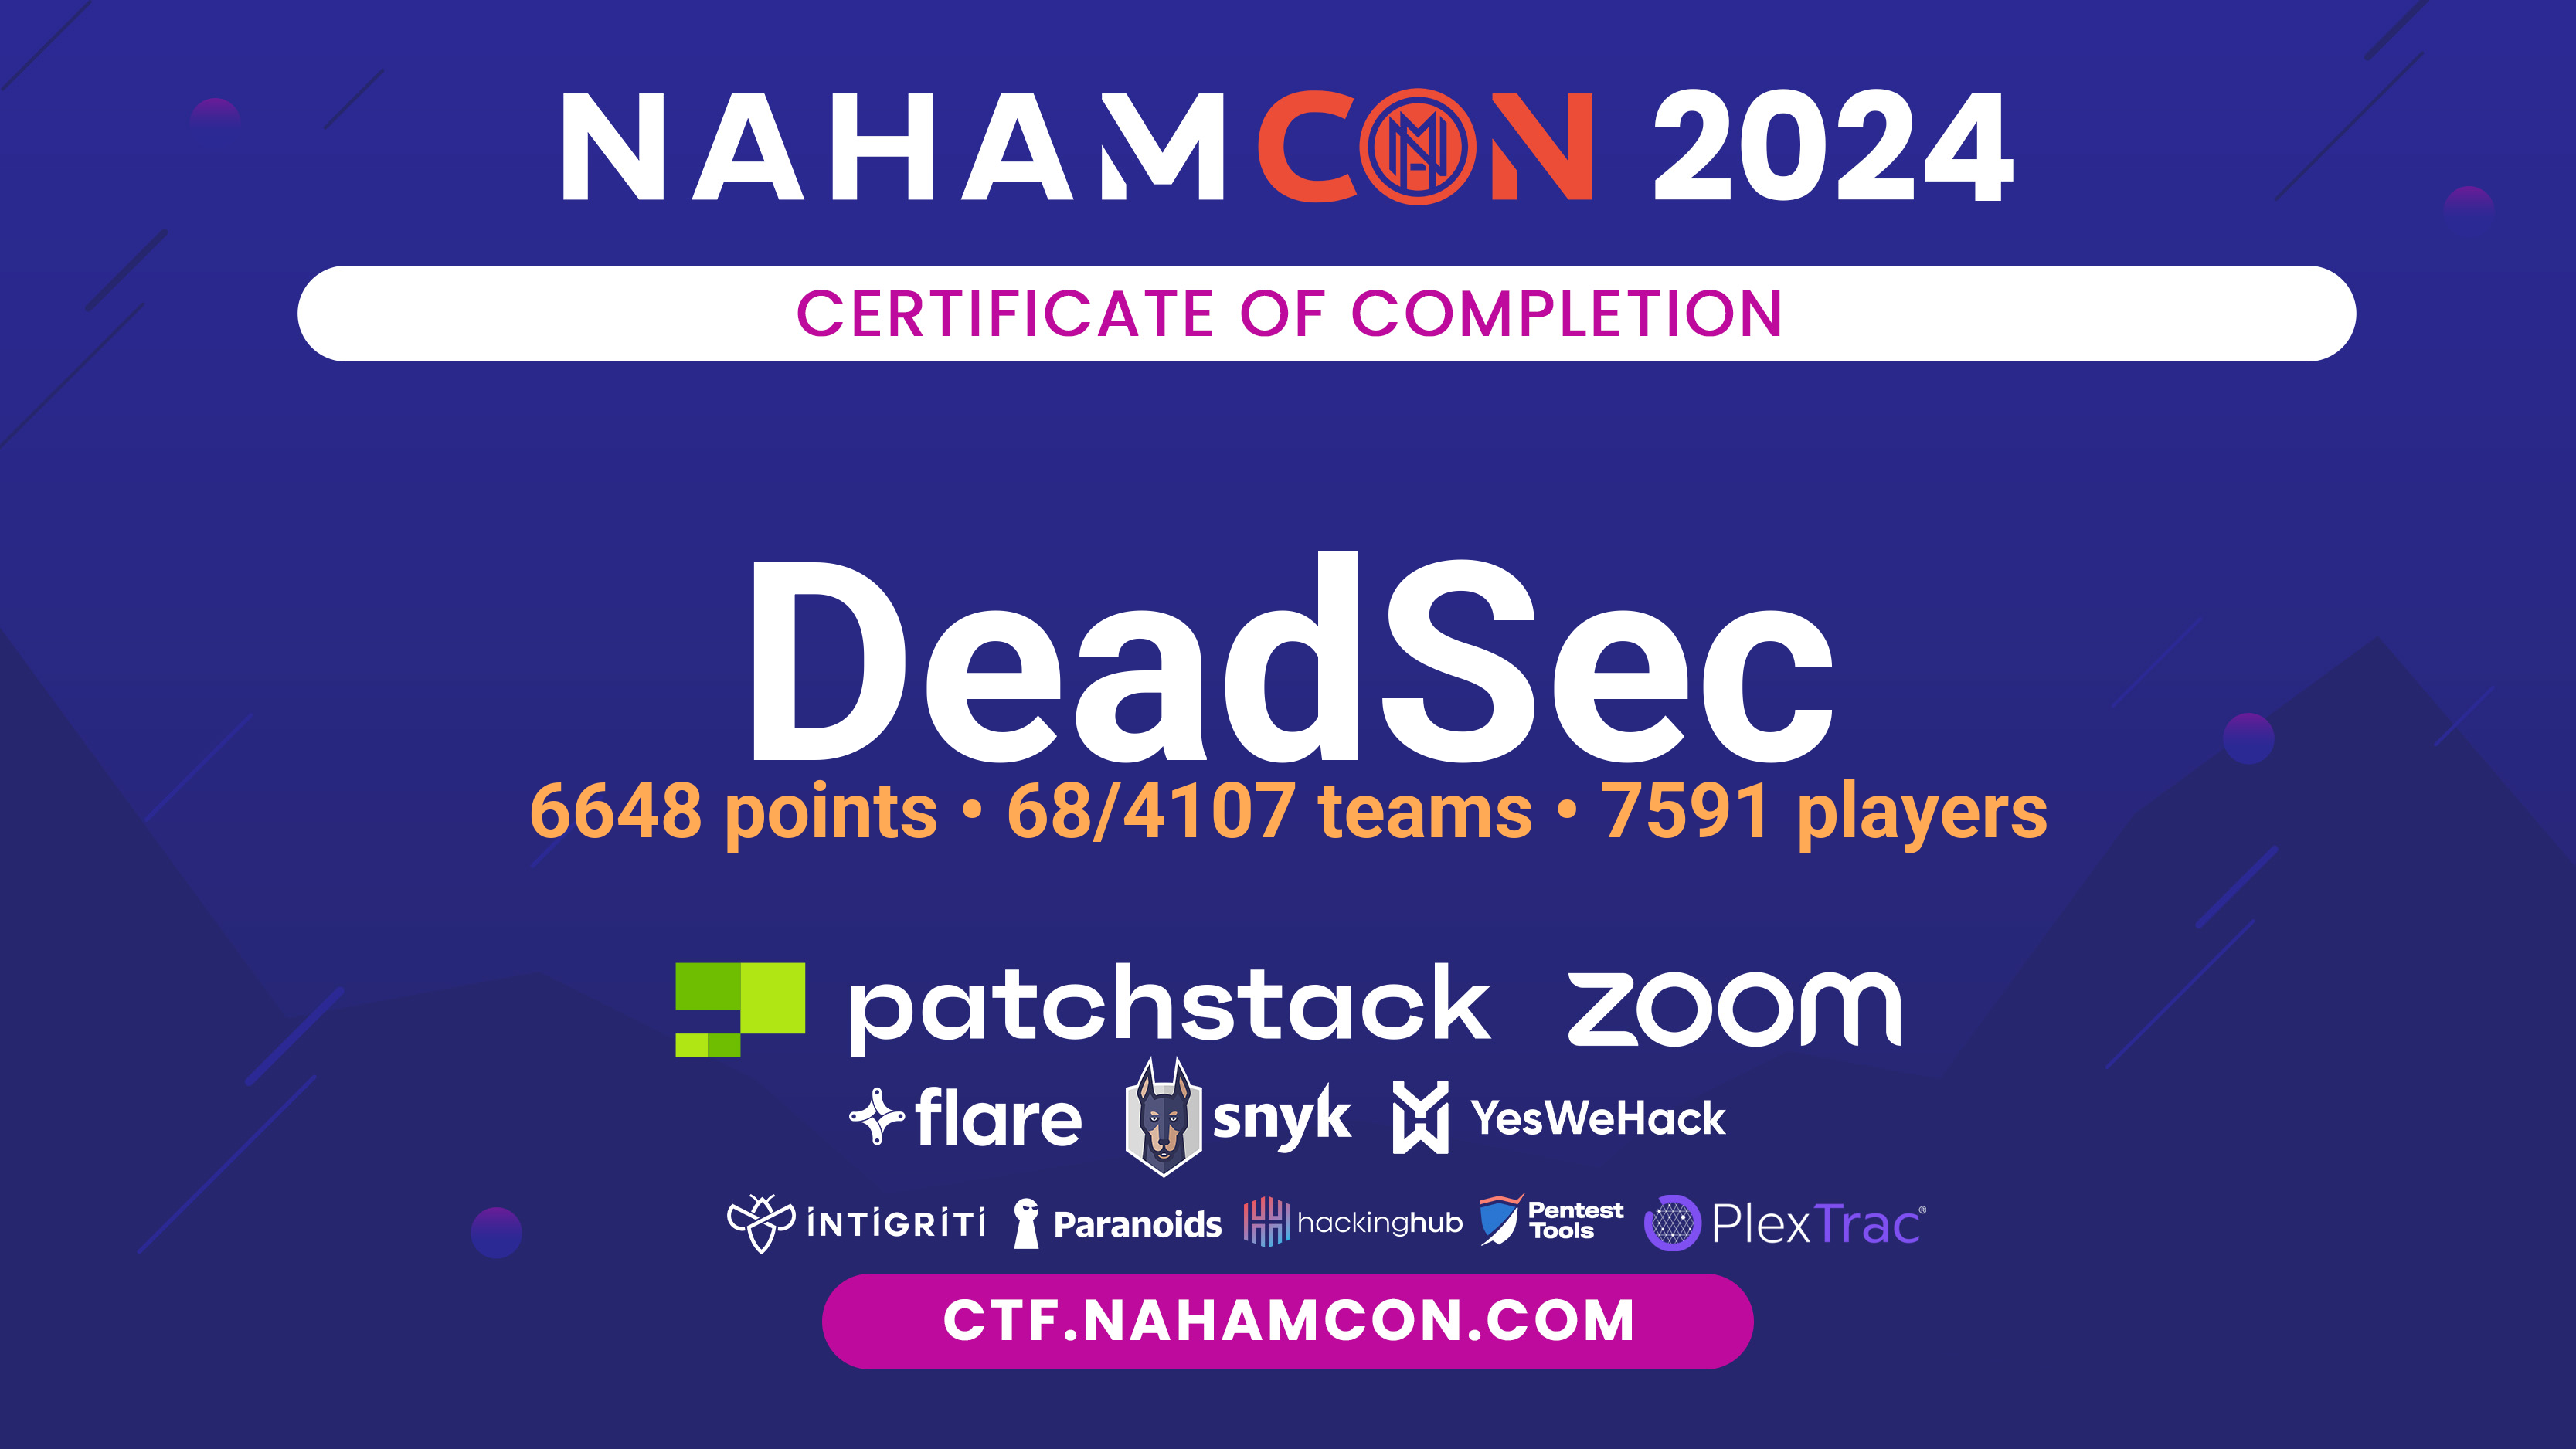 NAHAMCON 2024
CERTIFICATE OF COMPLETION
DeadSec
6648 points • 68/4107 teams • 7591 players
patchstack zoom
flare snyk YesWeHack
INTIGRITI Paranoids hackinghub Pentest Tools PlexTrac®
CTF.NAHAMCON.COM